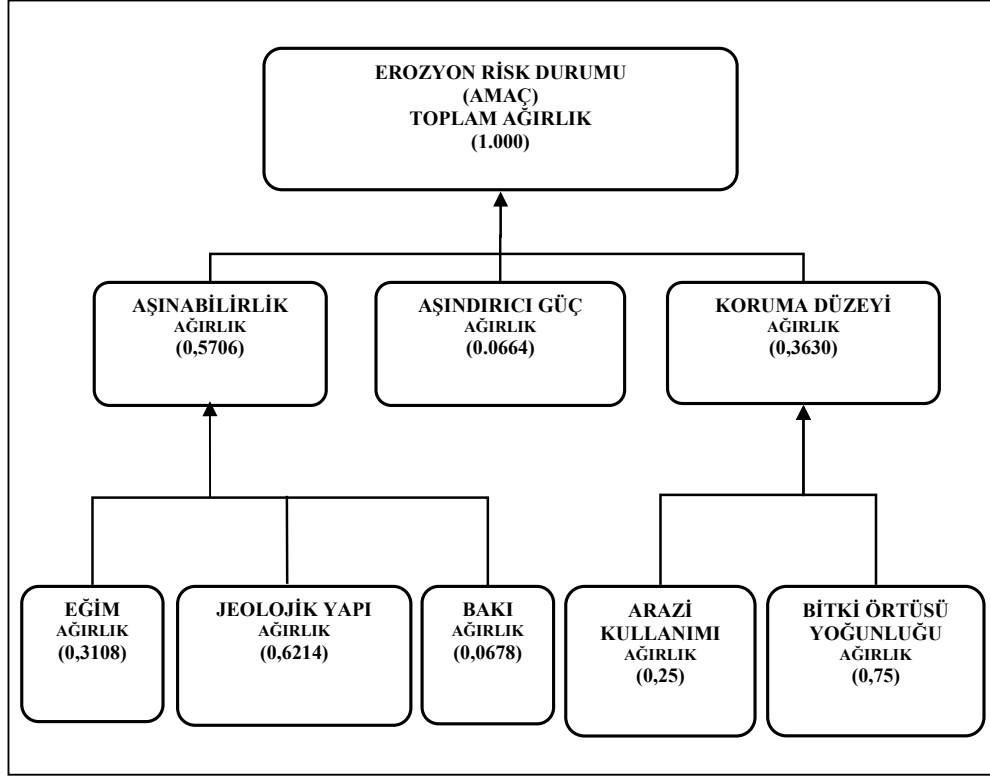 EROZYON RİSK DURUMU
(AMAÇ)
TOPLAM AĞIRLIK
(1.000)
AŞINABİLİRLİK
AĞIRLIK
(0,5706)
AŞINDIRICI GÜÇ
AĞIRLIK
(0.0664)
KORUMA DÜZEYİ
AĞIRLIK
(0,3630)
EĞİM
AĞIRLIK
(0,3108)
JEOLOJİK YAPI
AĞIRLIK
(0,6214)
BAKI
AĞIRLIK
(0,0678)
ARAZİ
KULLANIMI
AĞIRLIK
(0,25)
BİTKİ ÖRTÜSÜ
YOĞUNLUĞU
AĞIRLIK
(0,75)